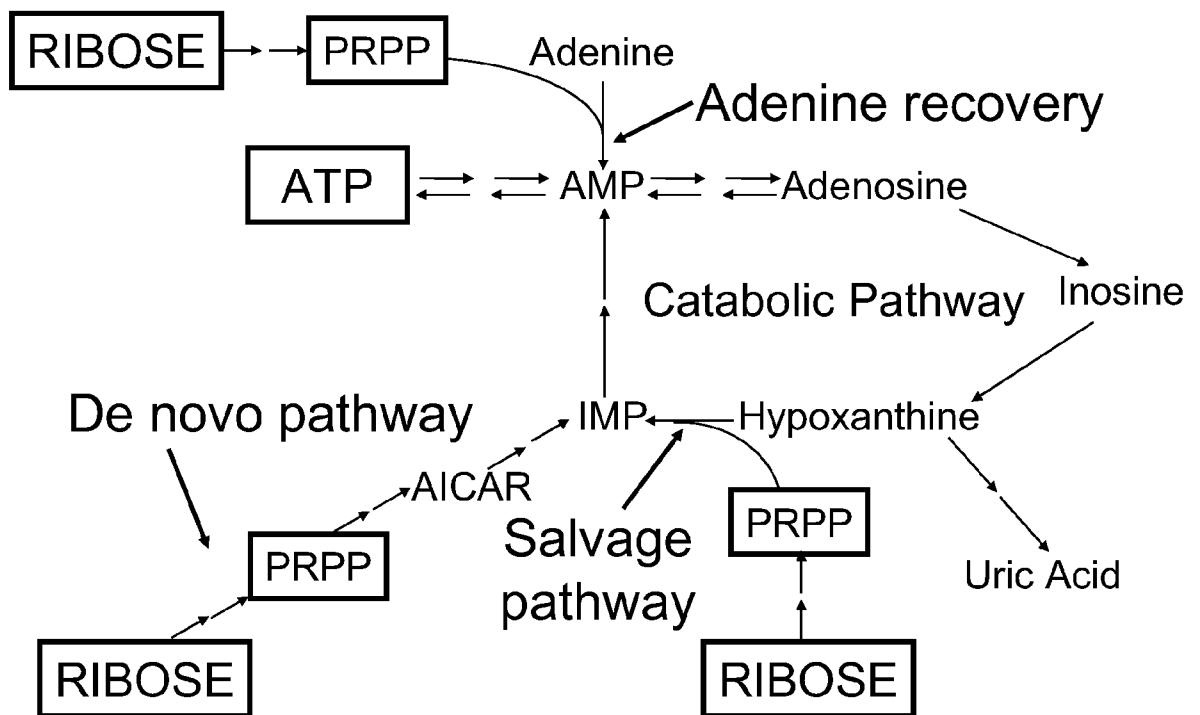 RIBOSE
PRPP
Adenine
Adenine recovery
ATP
AMP
Adenosine
Catabolic Pathway
Inosine
De novo pathway
IMP
Hypoxanthine
AICAR
PRPP
Salvage
pathway
PRPP
Uric Acid
RIBOSE
RIBOSE